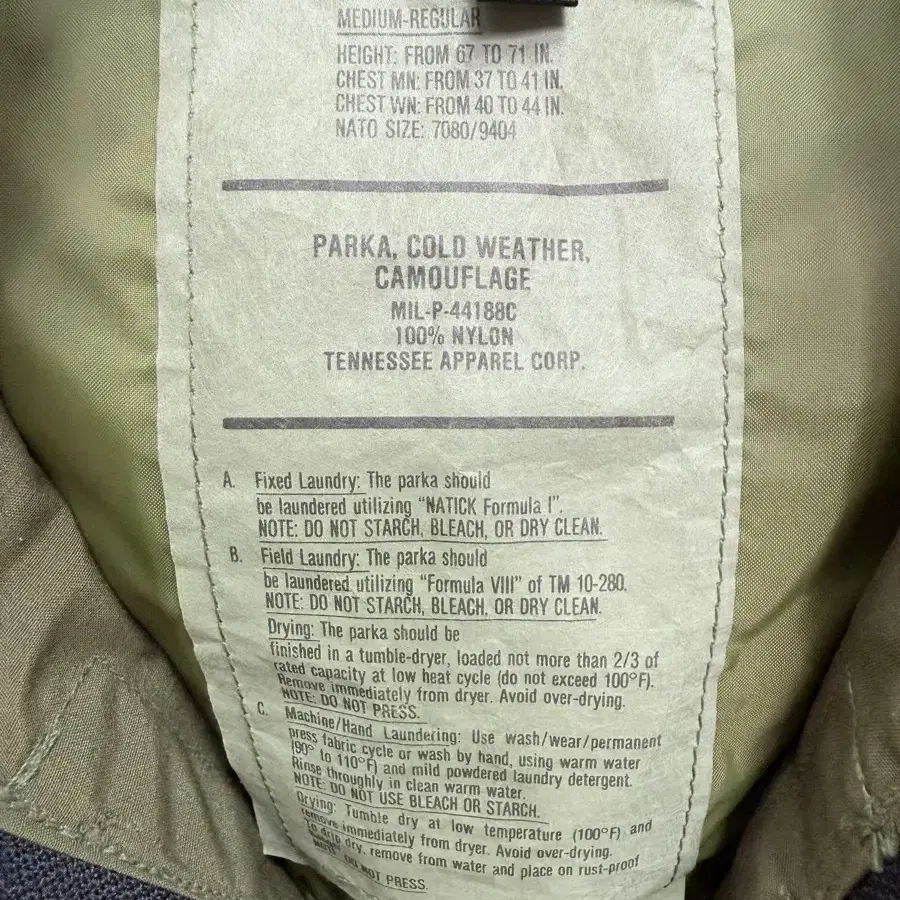 MEDIUM-REGULAR
HEIGHT: FROM 67 TO 71 IN.
CHEST MN: FROM 37 TO 41 IN.
CHEST WN: FROM 40 TO 44 IN.
NATO SIZE: 7080/9404
PARKA, COLD WEATHER,
CAMOUFLAGE
MIL-P-44188C
100% NYLON
TENNESSEE APPAREL CORP.
A. Fixed Laundry: The parka should
be laundered utilizing "NATICK Formula I".
NOTE: DO NOT STARCH, BLEACH, OR DRY CLEAN.
B. Field Laundry: The parka should
be laundered utilizing "Formula VIII" of TM 10-280.
NOTE: DO NOT STARCH, BLEACH, OR DRY CLEAN.
Drying: The parka should be
finished in a tumble-dryer, loaded not more than 2/3 of
rated capacity at low heat cycle (do not exceed 100°F).
Remove immediately from dryer. Avoid over-drying.
NOTE: DO NOT PRESS.
C. Machine/Hand Laundering: Use wash/wear/permanent
press fabric cycle or wash by hand, using warm water
(90° to 110°F) and mild powdered laundry detergent.
Rinse throughly in clean warm water.
NOTE: DO NOT USE BLEACH OR STARCH.
Drying: Tumble dry at low temperature (100°F) and
remove immediately from dryer. Avoid over-drying.
To drip dry, remove from water and place on rust-proof
NOTE: DO NOT PRESS.